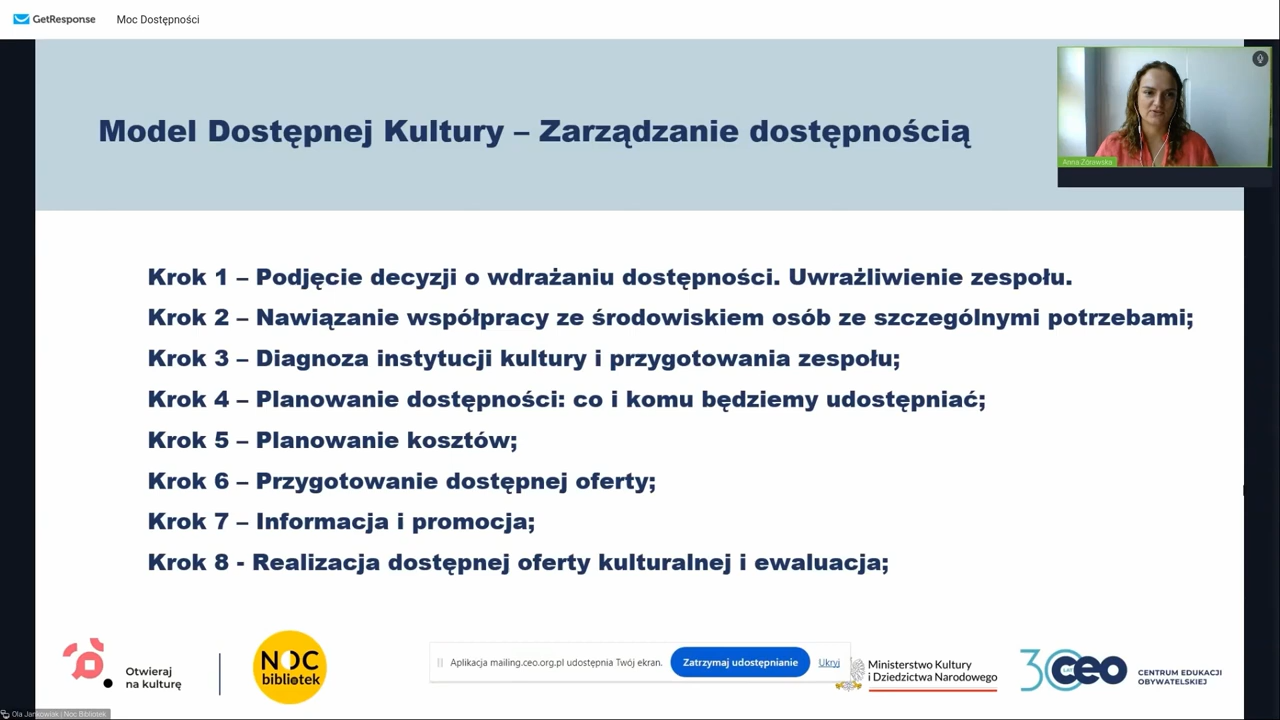 GetResponse Moc Dostępności
Model Dostępnej Kultury – Zarządzanie dostępnością
Anna Żórawska
Krok 1 – Podjęcie decyzji o wdrażaniu dostępności. Uwrażliwienie zespołu.
Krok 2 – Nawiązanie współpracy ze środowiskiem osób ze szczególnymi potrzebami;
Krok 3 – Diagnoza instytucji kultury i przygotowania zespołu;
Krok 4 – Planowanie dostępności: co i komu będziemy udostępniać;
Krok 5 – Planowanie kosztów;
Krok 6 – Przygotowanie dostępnej oferty;
Krok 7 – Informacja i promocja;
Krok 8 - Realizacja dostępnej oferty kulturalnej i ewaluacja;
Otwieraj
na kulturę
NOC
bibliotek
Aplikacja mailing.ceo.org.pl udostępnia Twój ekran. Zatrzymaj udostępnianie Ukryj
Ministerstwo Kultury
i Dziedzictwa Narodowego
30 ceo
CENTRUM EDUKACJI
OBYWATELSKIEJ
Ola Jankowiak | Noc Bibliotek